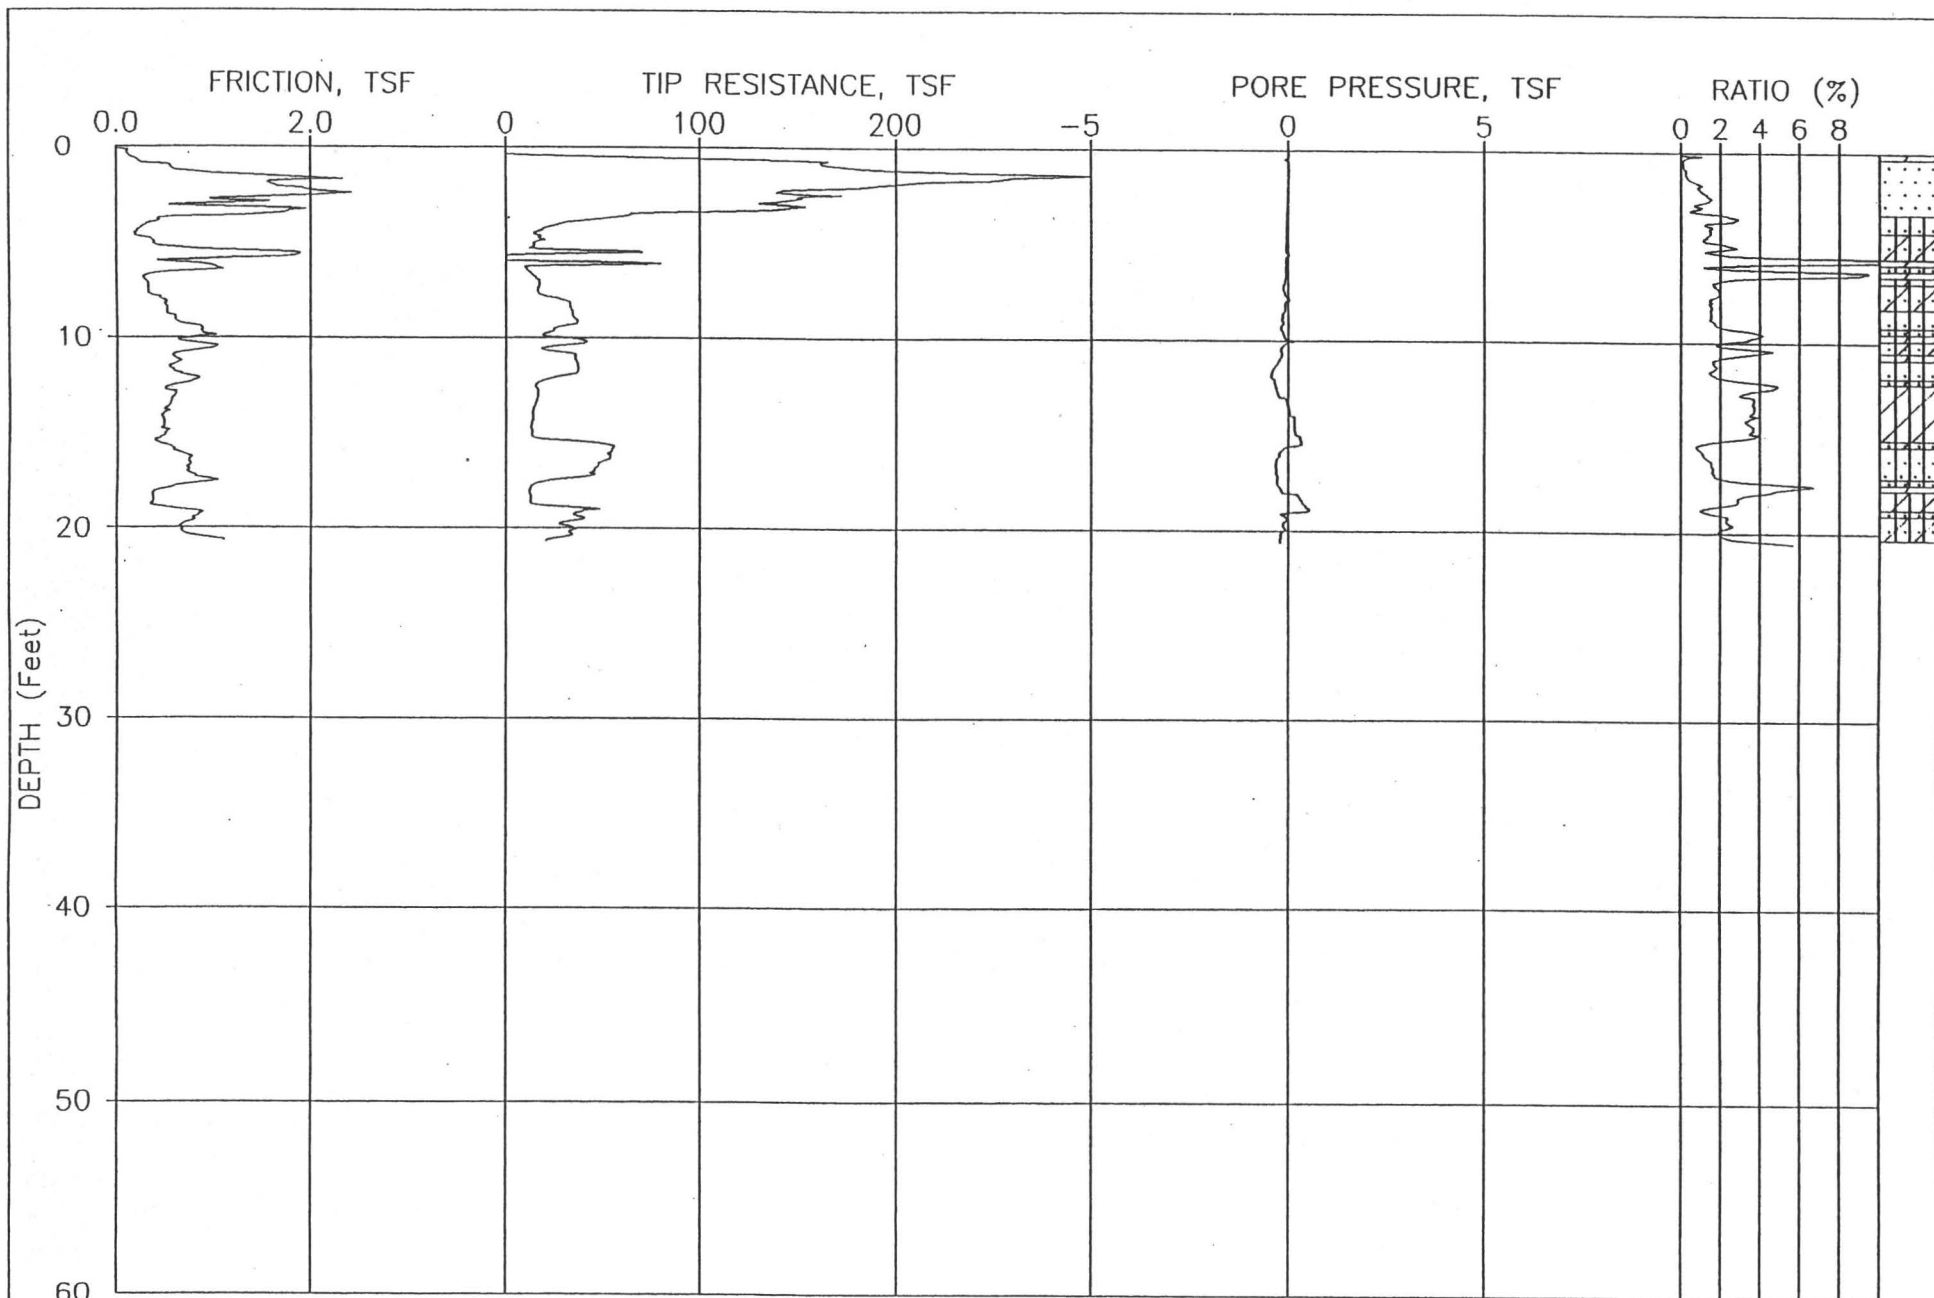 FRICTION, TSF TIP RESISTANCE, TSF PORE PRESSURE, TSF RATIO (%)
0.0 2.0 0 100 200 -5 0 5 0 2 4 6 8
0
10
20
30
40
50
60
DEPTH (Feet)